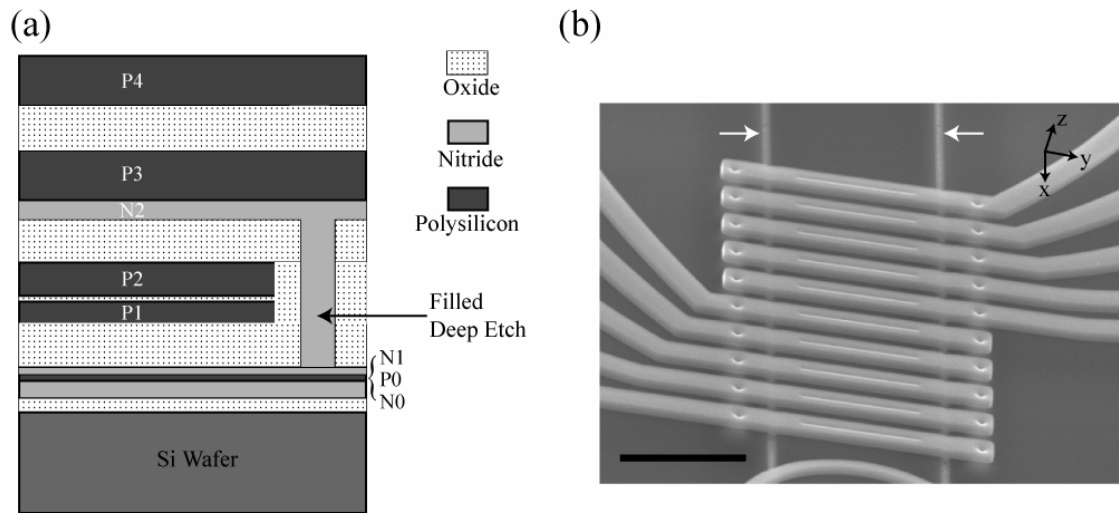 (a)
P4
P3
N2
P2
P1
Si Wafer
Oxide
Nitride
Polysilicon
Filled
Deep Etch
N1
P0
N0
(b)
z
y
x